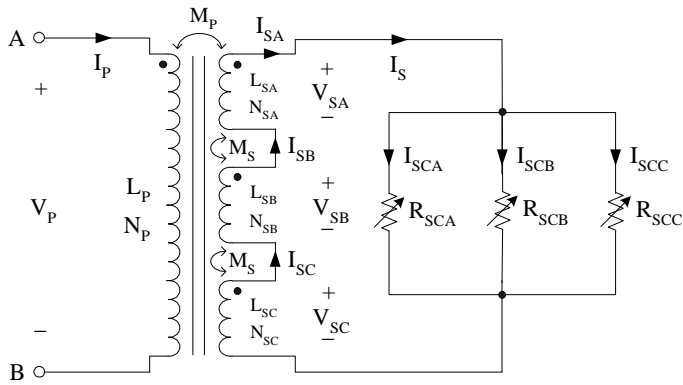 M_P
I_SA
A
I_P
I_S
+
L_SA
N_SA
+
V_SA
−
I_SCA
I_SCB
I_SCC
M_S
I_SB
L_P
N_P
V_P
L_SB
N_SB
+
V_SB
−
R_SCA
R_SCB
R_SCC
M_S
I_SC
L_SC
N_SC
+
V_SC
−
−
B